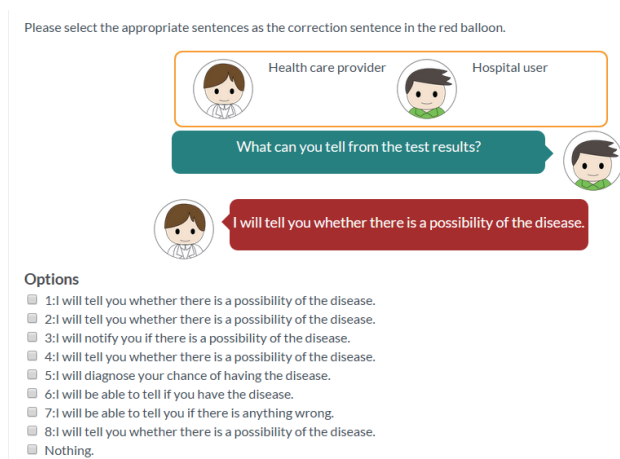 Please select the appropriate sentences as the correction sentence in the red balloon.
Health care provider
Hospital user
What can you tell from the test results?
I will tell you whether there is a possibility of the disease.
Options
1:I will tell you whether there is a possibility of the disease.
2:I will tell you whether there is a possibility of the disease.
3:I will notify you if there is a possibility of the disease.
4:I will tell you whether there is a possibility of the disease.
5:I will diagnose your chance of having the disease.
6:I will be able to tell if you have the disease.
7:I will be able to tell you if there is anything wrong.
8:I will tell you whether there is a possibility of the disease.
Nothing.